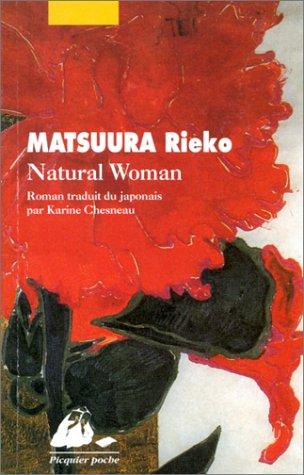 MATSUURA Rieko
Natural Woman
Roman traduit du japonais
par Karine Chesneau
Picquier poche